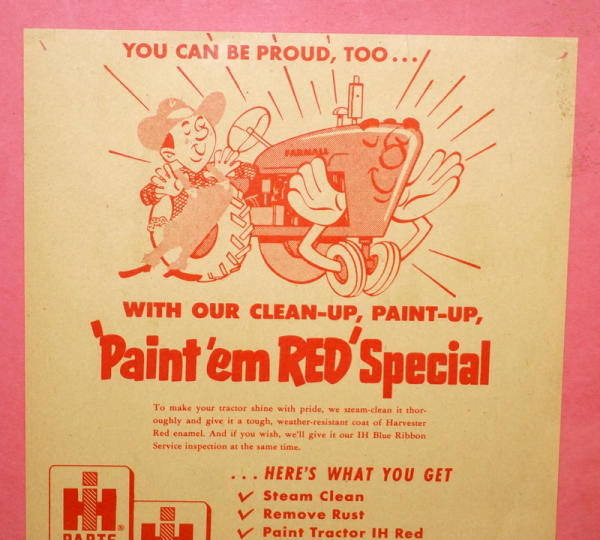 YOU CAN BE PROUD, TOO...
FARMALL
WITH OUR CLEAN-UP, PAINT-UP,
'Paint 'em RED' Special
To make your tractor shine with pride, we steam-clean it thor-
oughly and give it a tough, weather-resistant coat of Harvester
Red enamel. And if you wish, we'll give it our IH Blue Ribbon
Service inspection at the same time.
...HERE'S WHAT YOU GET
✓ Steam Clean
✓ Remove Rust
✓ Paint Tractor IH Red
IH
PARTS
IH